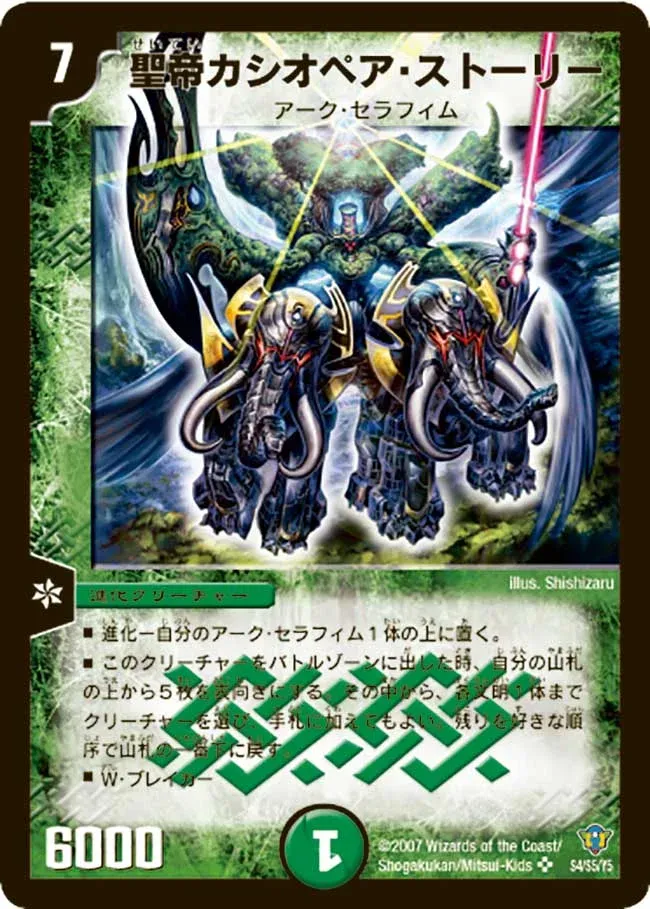 7
せいてい
聖帝カシオペア・ストーリー
アーク・セラフィム
illus. Shishizaru
進化クリーチャー
■ 進化ー自分のアーク・セラフィム1体の上に置く。
■ このクリーチャーをバトルゾーンに出した時、自分の山札
の上から5枚を表向きにする。その中から、各文明1体まで
クリーチャーを選び、手札に加えてもよい。残りを好きな順
序で山札の一番下に戻す。
■ W・ブレイカー
6000
1
©2007 Wizards of the Coast/
Shogakukan/Mitsui-Kids
S4/S5/Y5